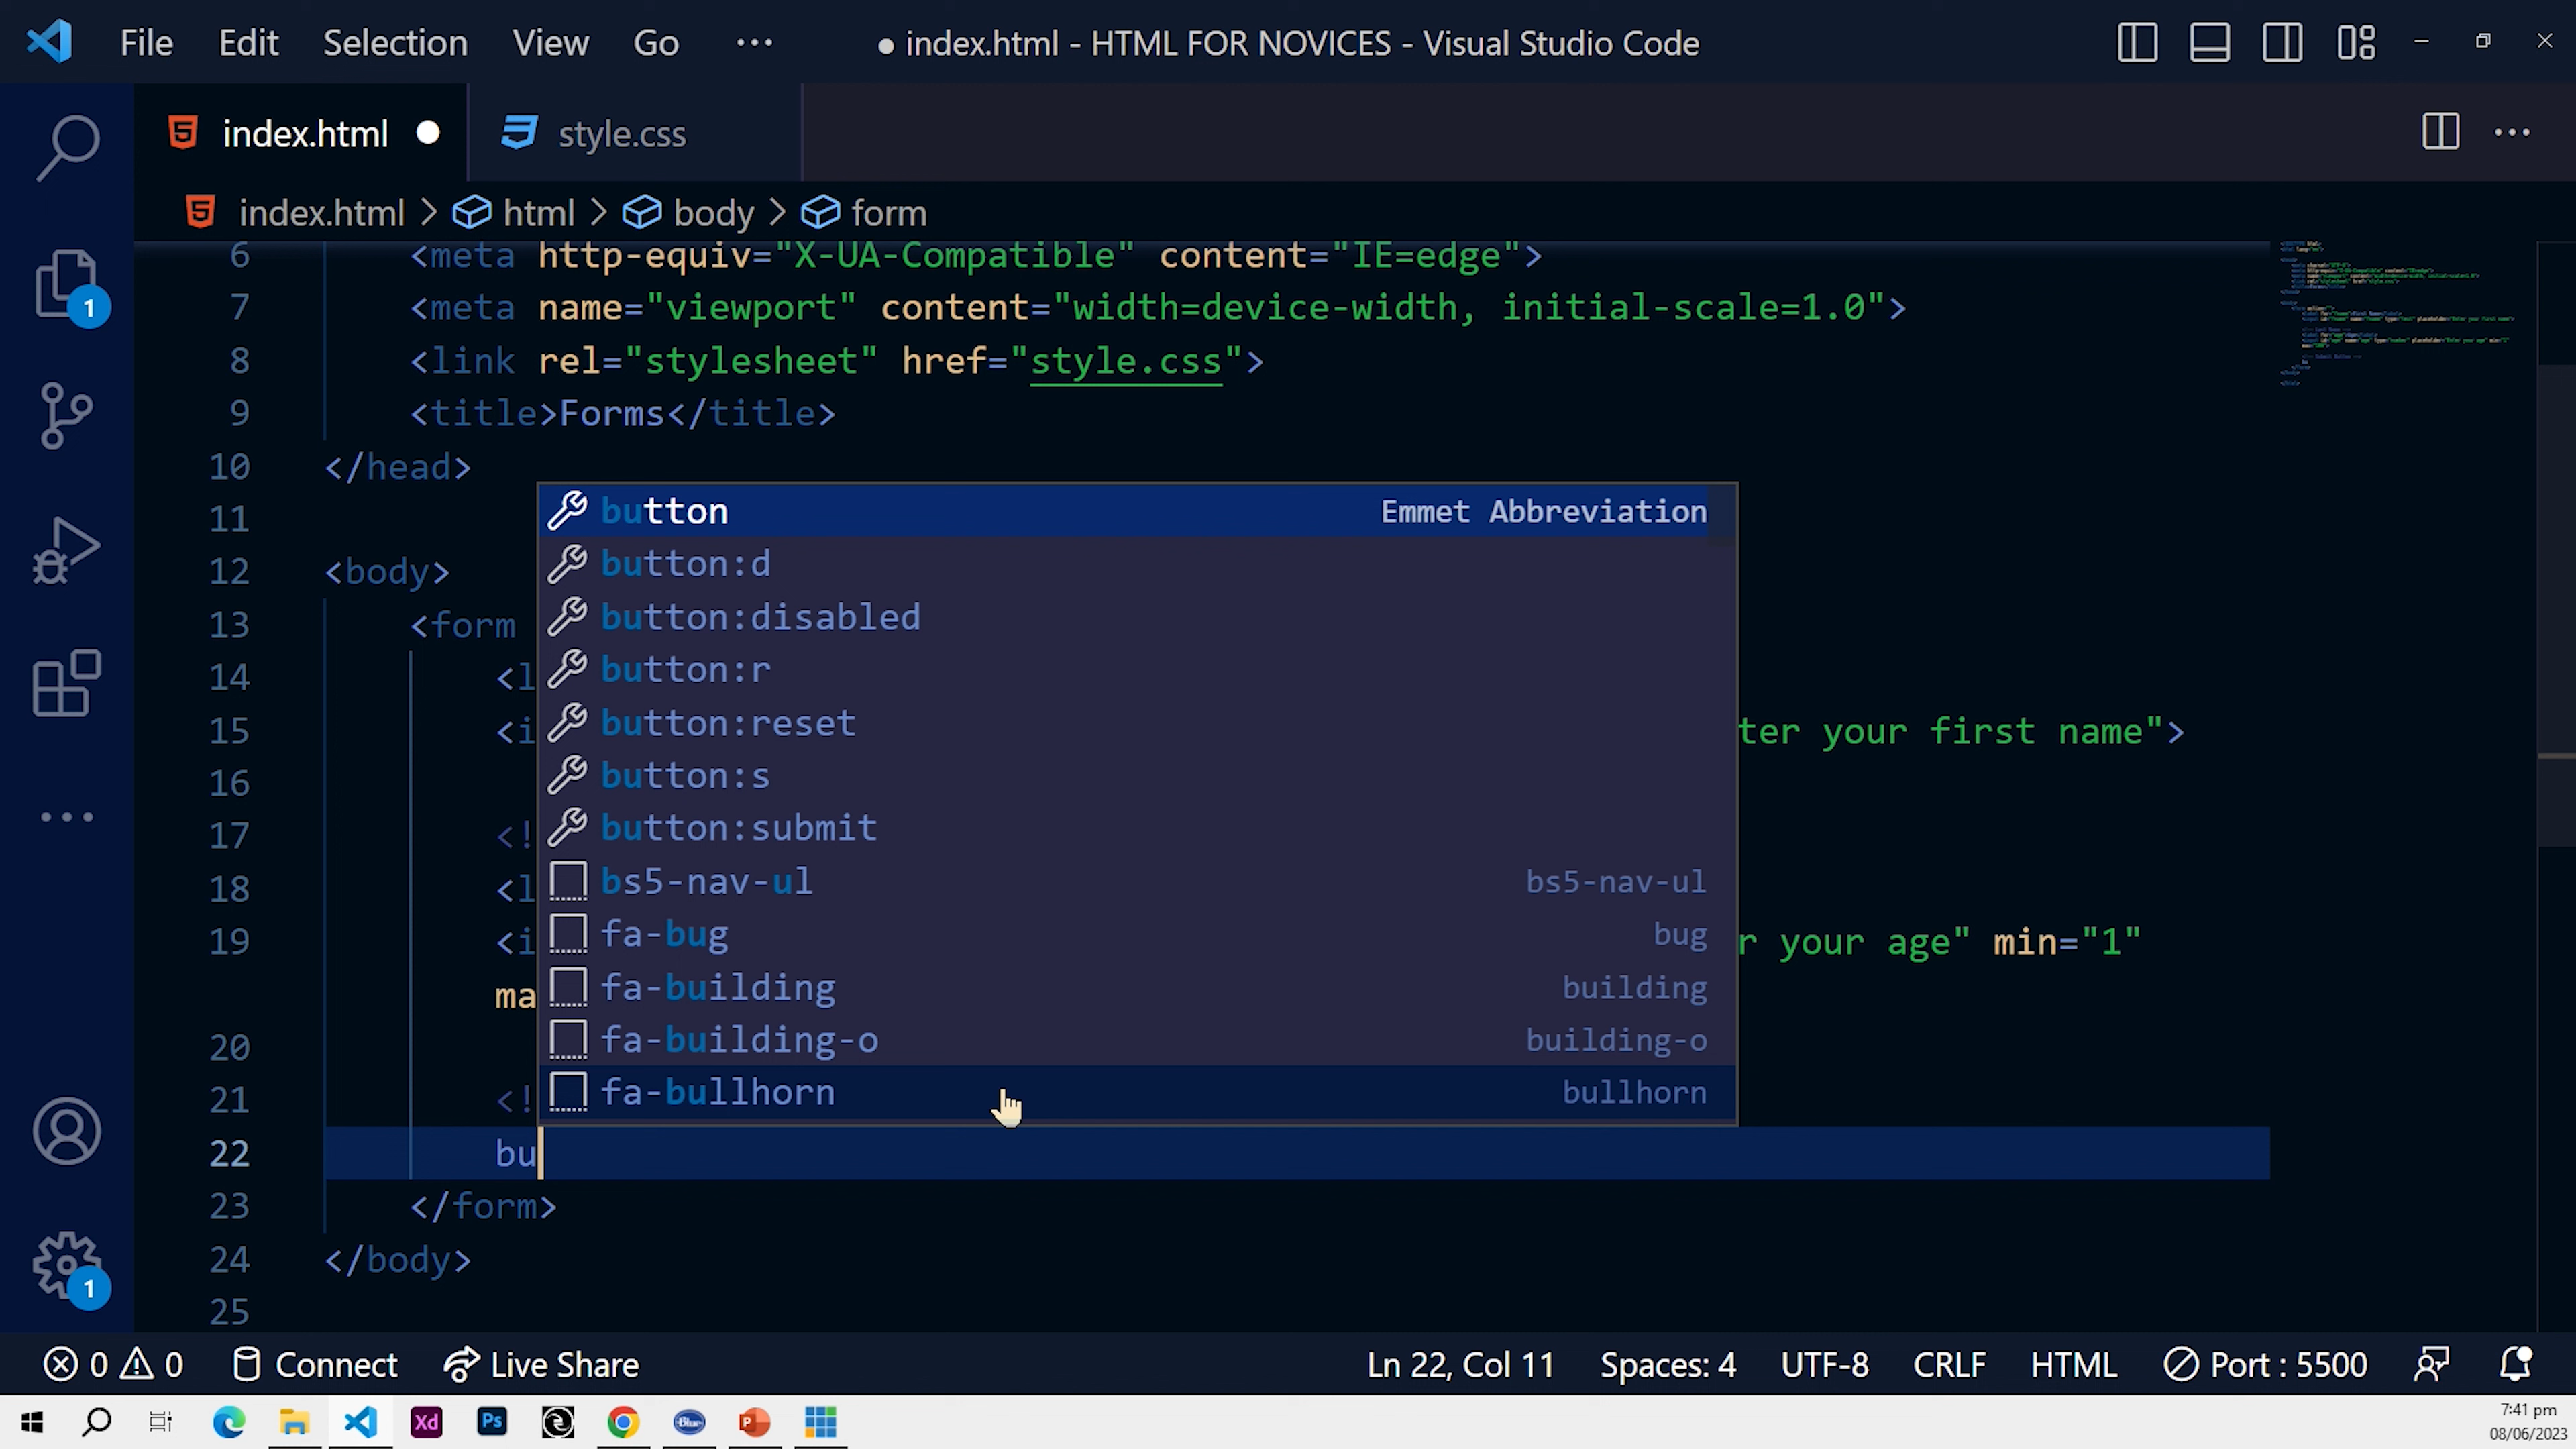 File Edit Selection View Go ··· ● index.html - HTML FOR NOVICES - Visual Studio Code
index.html ● style.css
index.html > html > body > form
6 <meta http-equiv="X-UA-Compatible" content="IE=edge">
7 <meta name="viewport" content="width=device-width, initial-scale=1.0">
8 <link rel="stylesheet" href="style.css">
9 <title>Forms</title>
10 </head>
11
12 <body>
13 <form
14 <l
15 <i ter your first name">
16
17 <!
18 <l
19 <i r your age" min="1"
ma
20
21 <!
22 bu
23 </form>
24 </body>
25
button Emmet Abbreviation
button:d
button:disabled
button:r
button:reset
button:s
button:submit
bs5-nav-ul bs5-nav-ul
fa-bug bug
fa-building building
fa-building-o building-o
fa-bullhorn bullhorn
1
1
0 0 Connect Live Share Ln 22, Col 11 Spaces: 4 UTF-8 CRLF HTML Port : 5500
Xd Ps Blue P
7:41 pm
08/06/2023